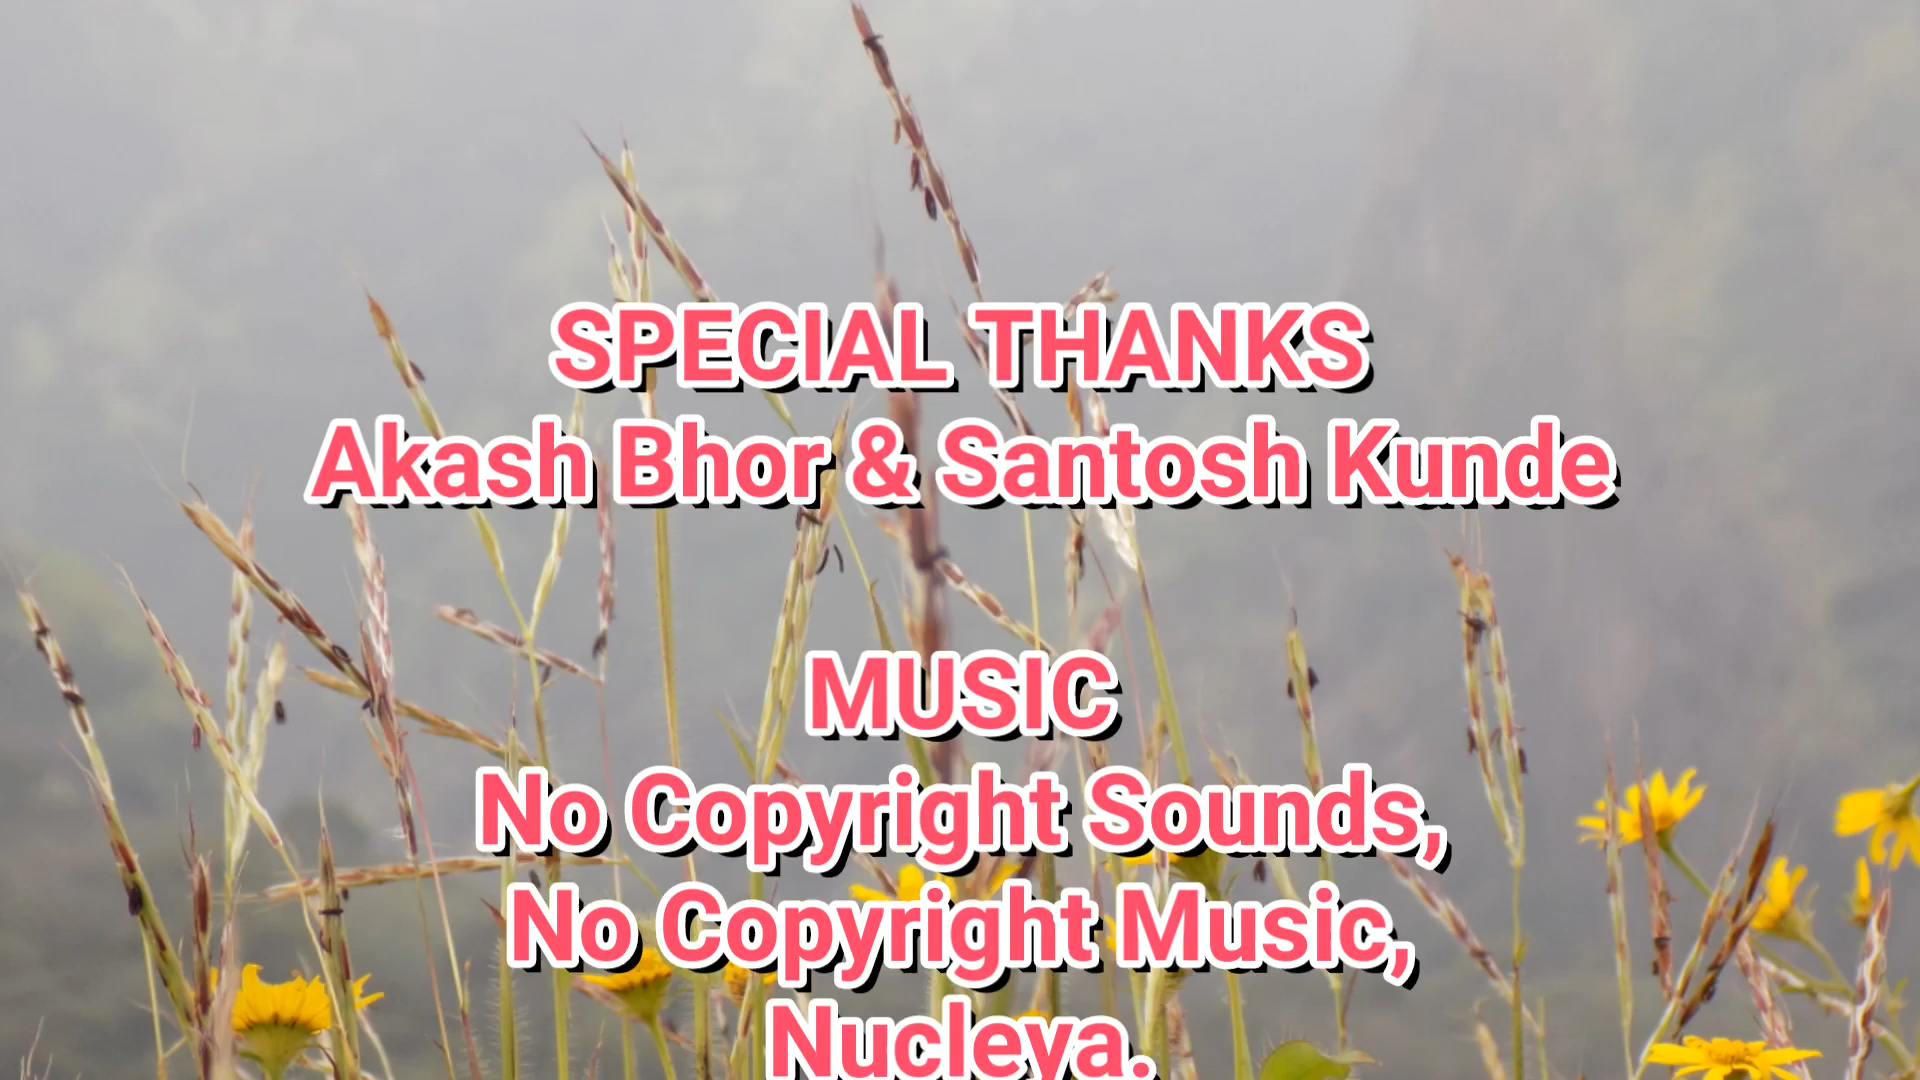 SPECIAL THANKS
Akash Bhor & Santosh Kunde
MUSIC
No Copyright Sounds,
No Copyright Music,
Nucleya.